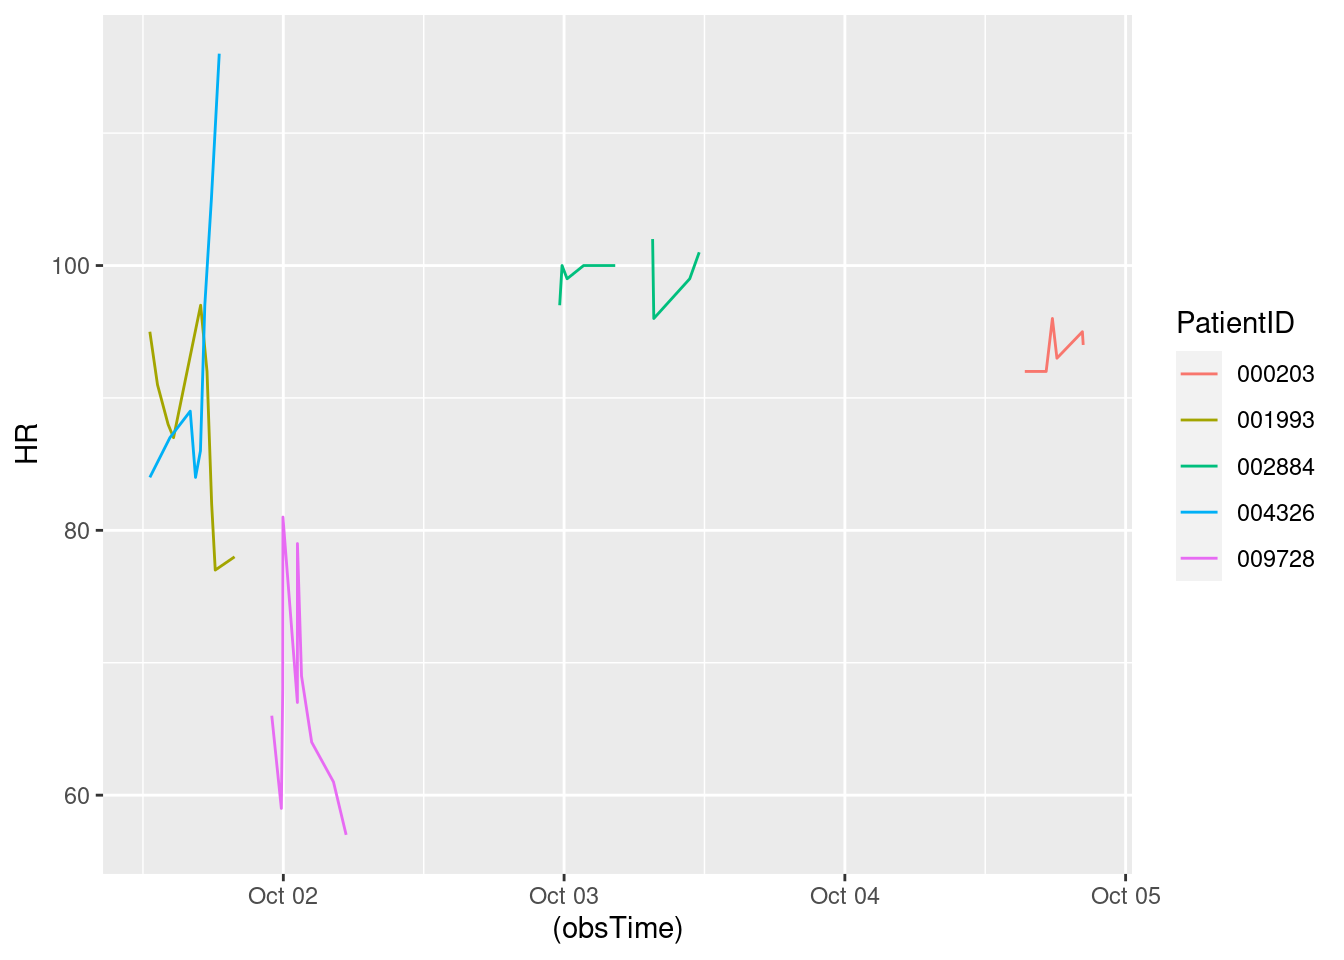 HR
100
80
60
Oct 02
Oct 03
Oct 04
Oct 05
(obsTime)
PatientID
000203
001993
002884
004326
009728